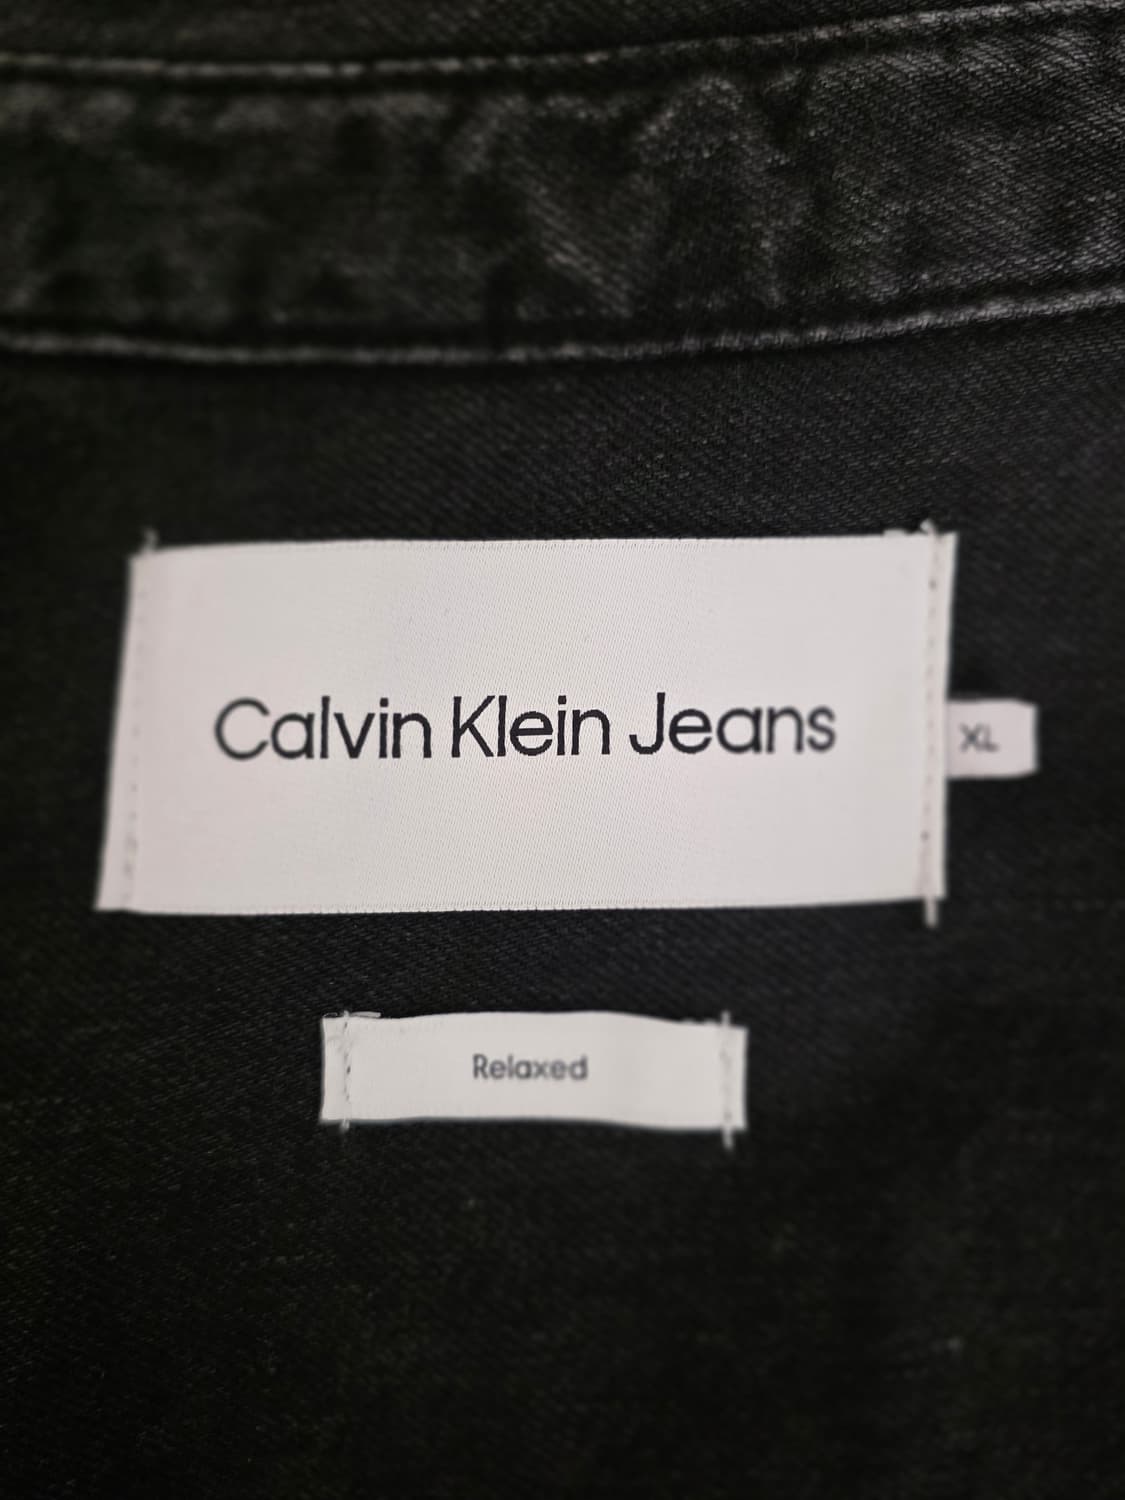 Calvin Klein Jeans
XL
Relaxed